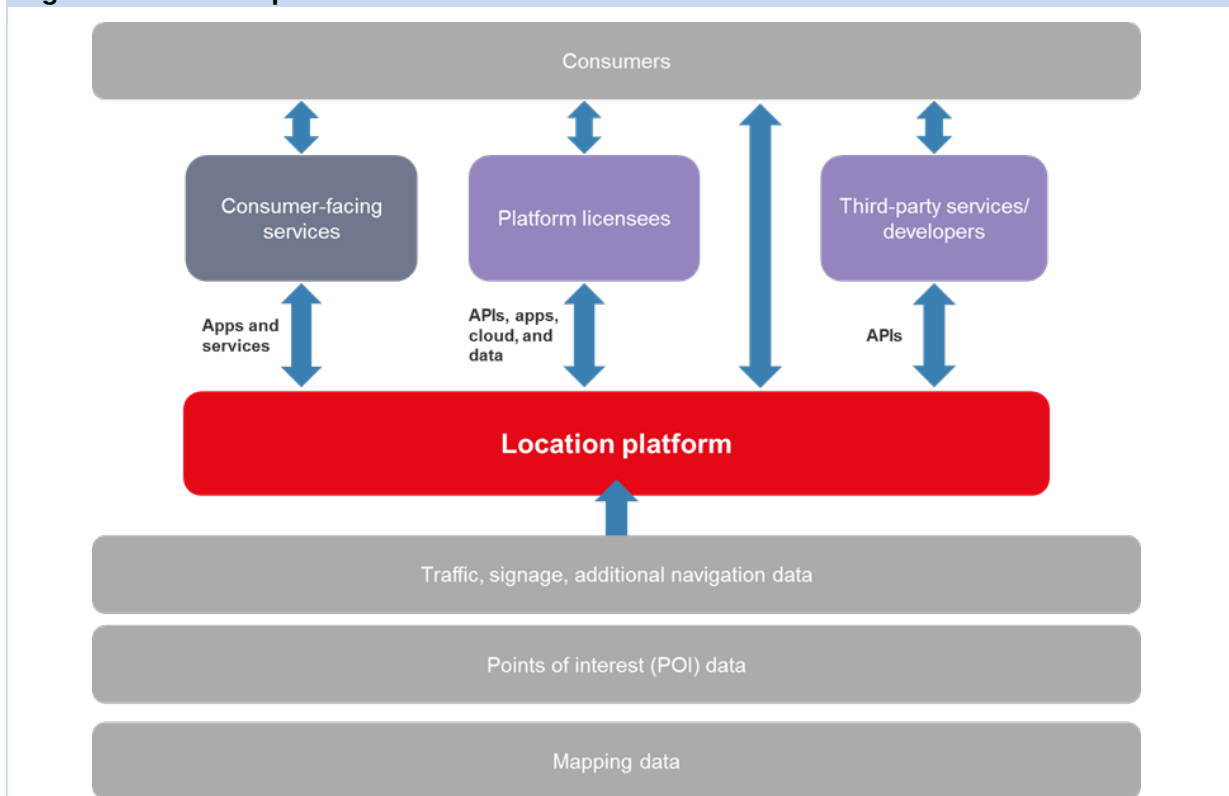 Consumers
Consumer-facing
services
Platform licensees
Third-party services/
developers
Apps and
services
APIs, apps,
cloud, and
data
APIs
Location platform
Traffic, signage, additional navigation data
Points of interest (POI) data
Mapping data